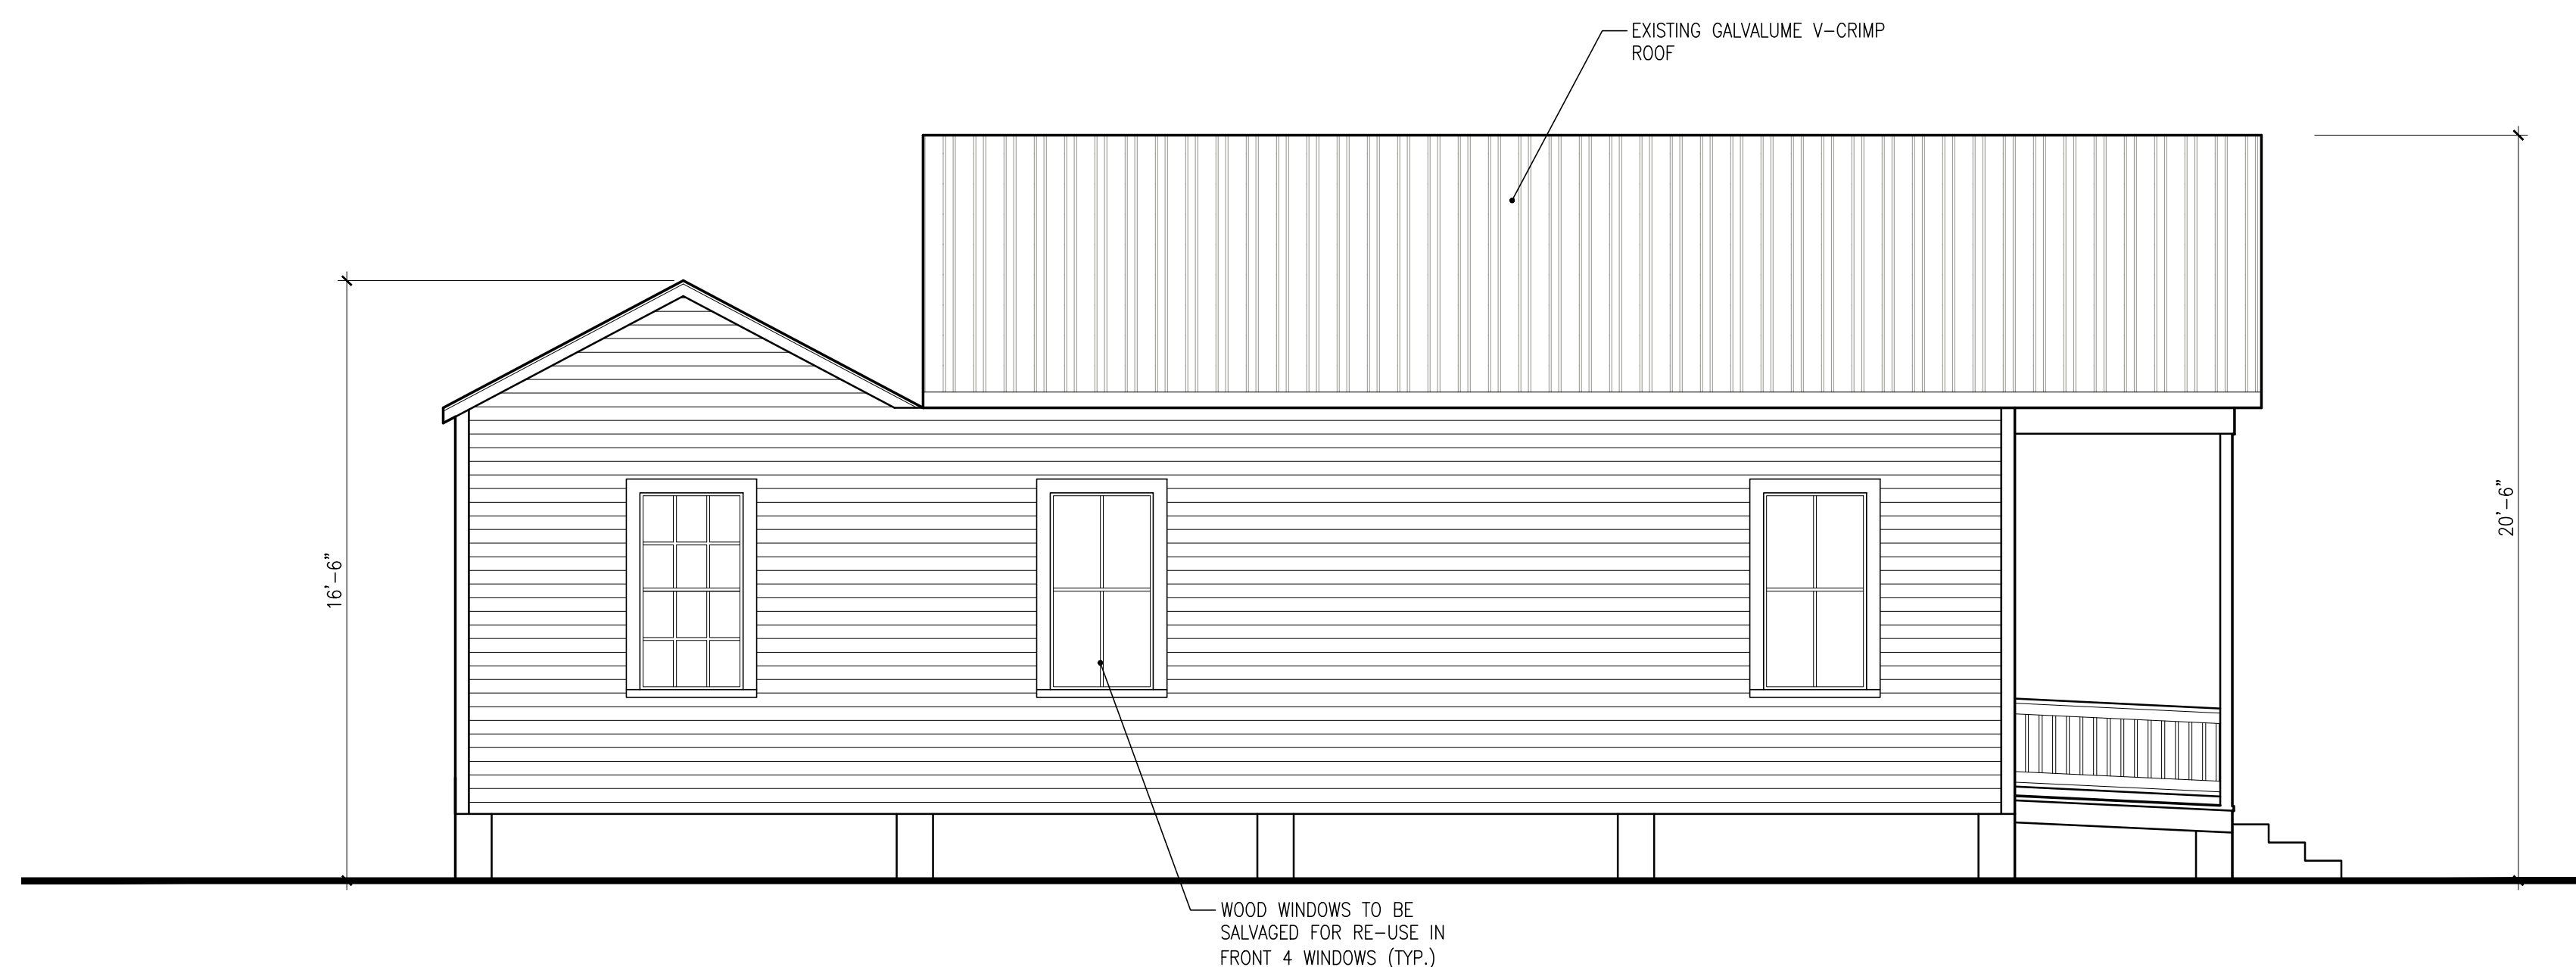 EXISTING GALVALUME V-CRIMP
ROOF
16'-6"
20'-6"
WOOD WINDOWS TO BE
SALVAGED FOR RE-USE IN
FRONT 4 WINDOWS (TYP.)